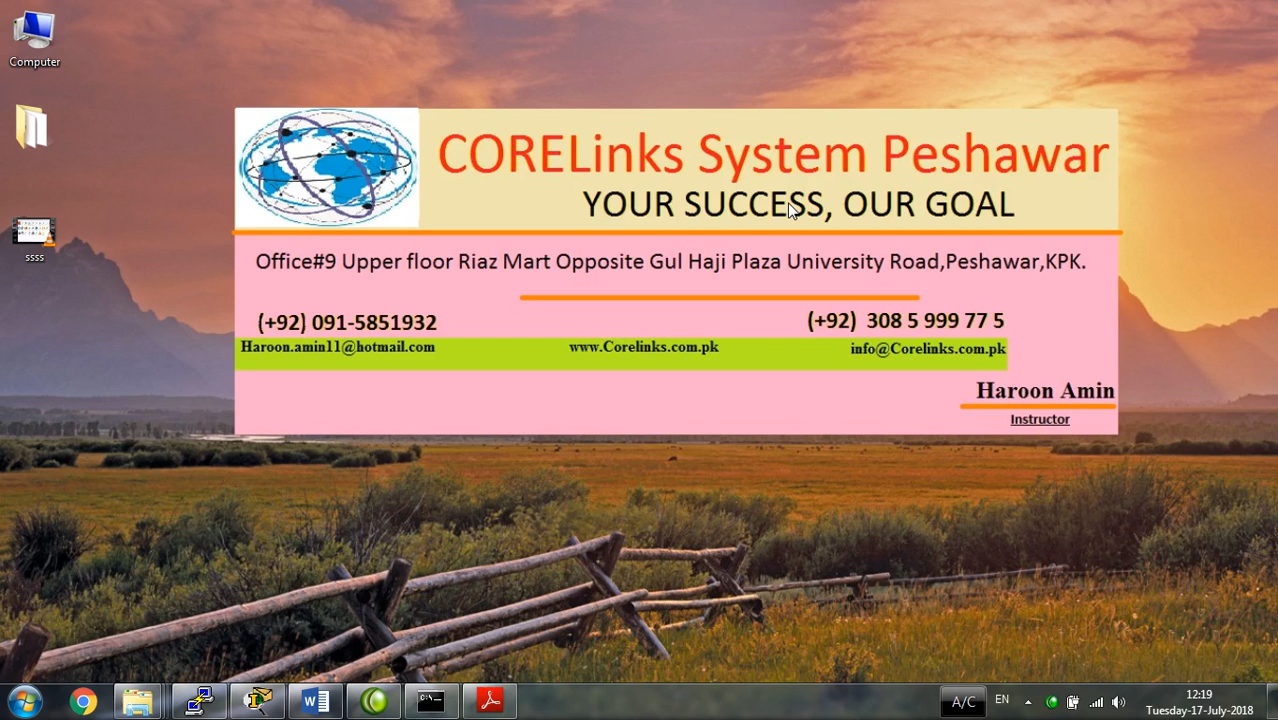 Computer
ssss
CORELinks System Peshawar
YOUR SUCCESS, OUR GOAL
Office#9 Upper floor Riaz Mart Opposite Gul Haji Plaza University Road,Peshawar,KPK.
(+92) 091-5851932
(+92) 308 5 999 77 5
Haroon.amin11@hotmail.com
www.Corelinks.com.pk
info@Corelinks.com.pk
Haroon Amin
Instructor
A/C
EN
12:19
Tuesday-17-July-2018